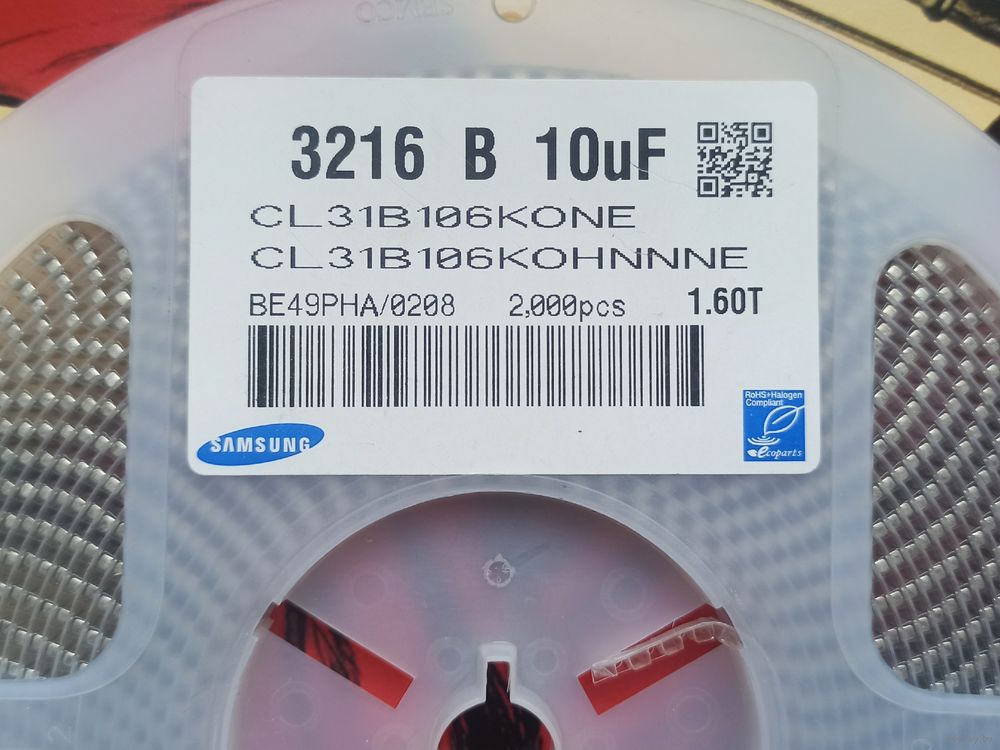 3216 B 10uF
CL31B106KONE
CL31B106KOHNNNE
BE49PHA/0208 2,000pcs 1.60T
RoHS+Halogen
Compliant
SAMSUNG
ecoparts